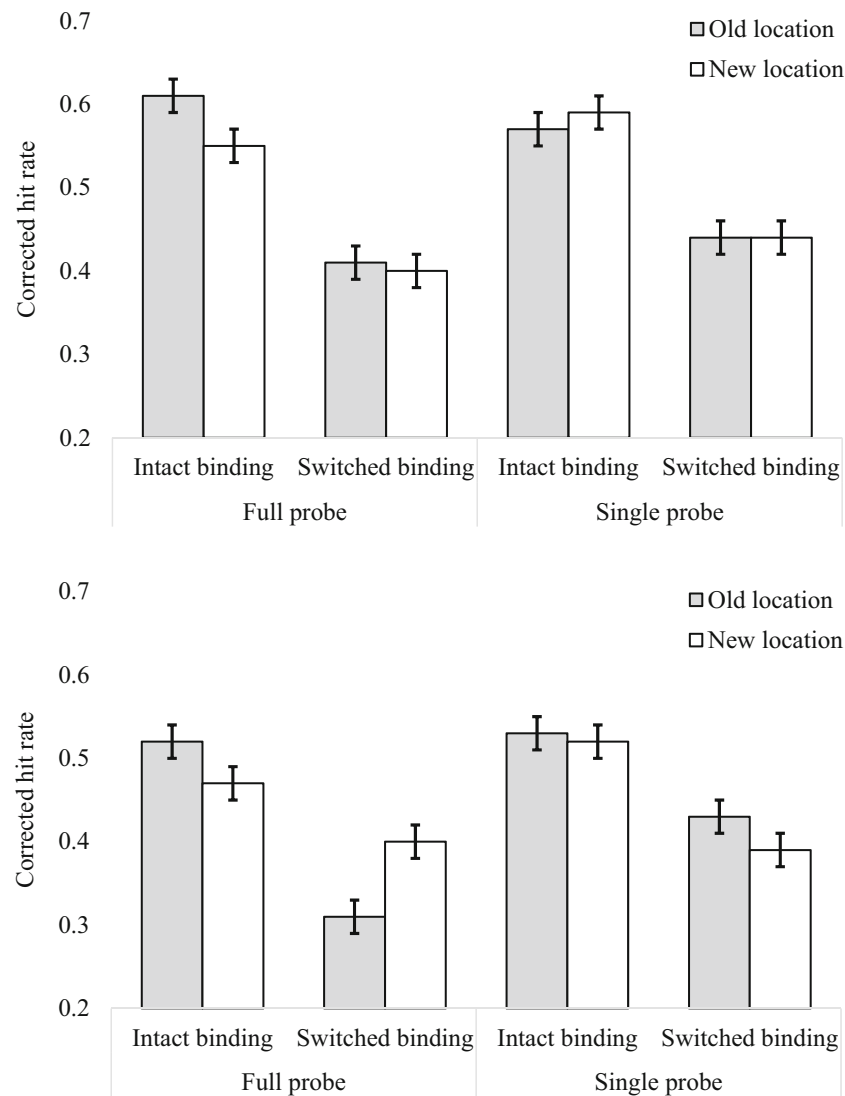 0.7
Old location
New location
0.6
0.5
0.4
0.3
0.2
Corrected hit rate
Intact binding Switched binding Intact binding Switched binding
Full probe Single probe
0.7
Old location
New location
0.6
0.5
0.4
0.3
0.2
Corrected hit rate
Intact binding Switched binding Intact binding Switched binding
Full probe Single probe